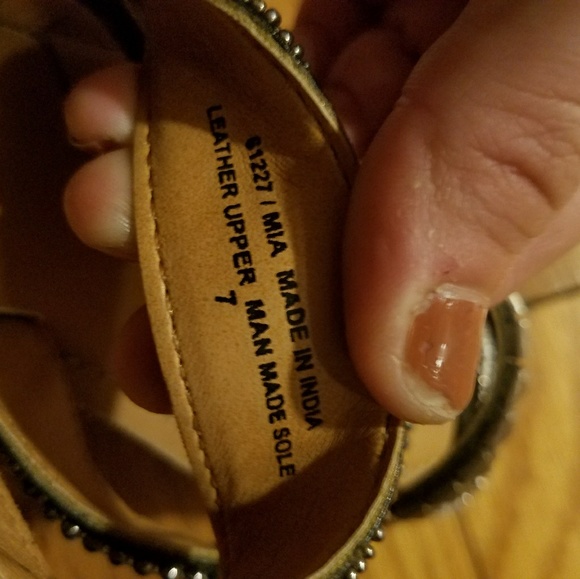 61227 / MIA MADE IN INDIA
LEATHER UPPER MAN MADE SOLE
7